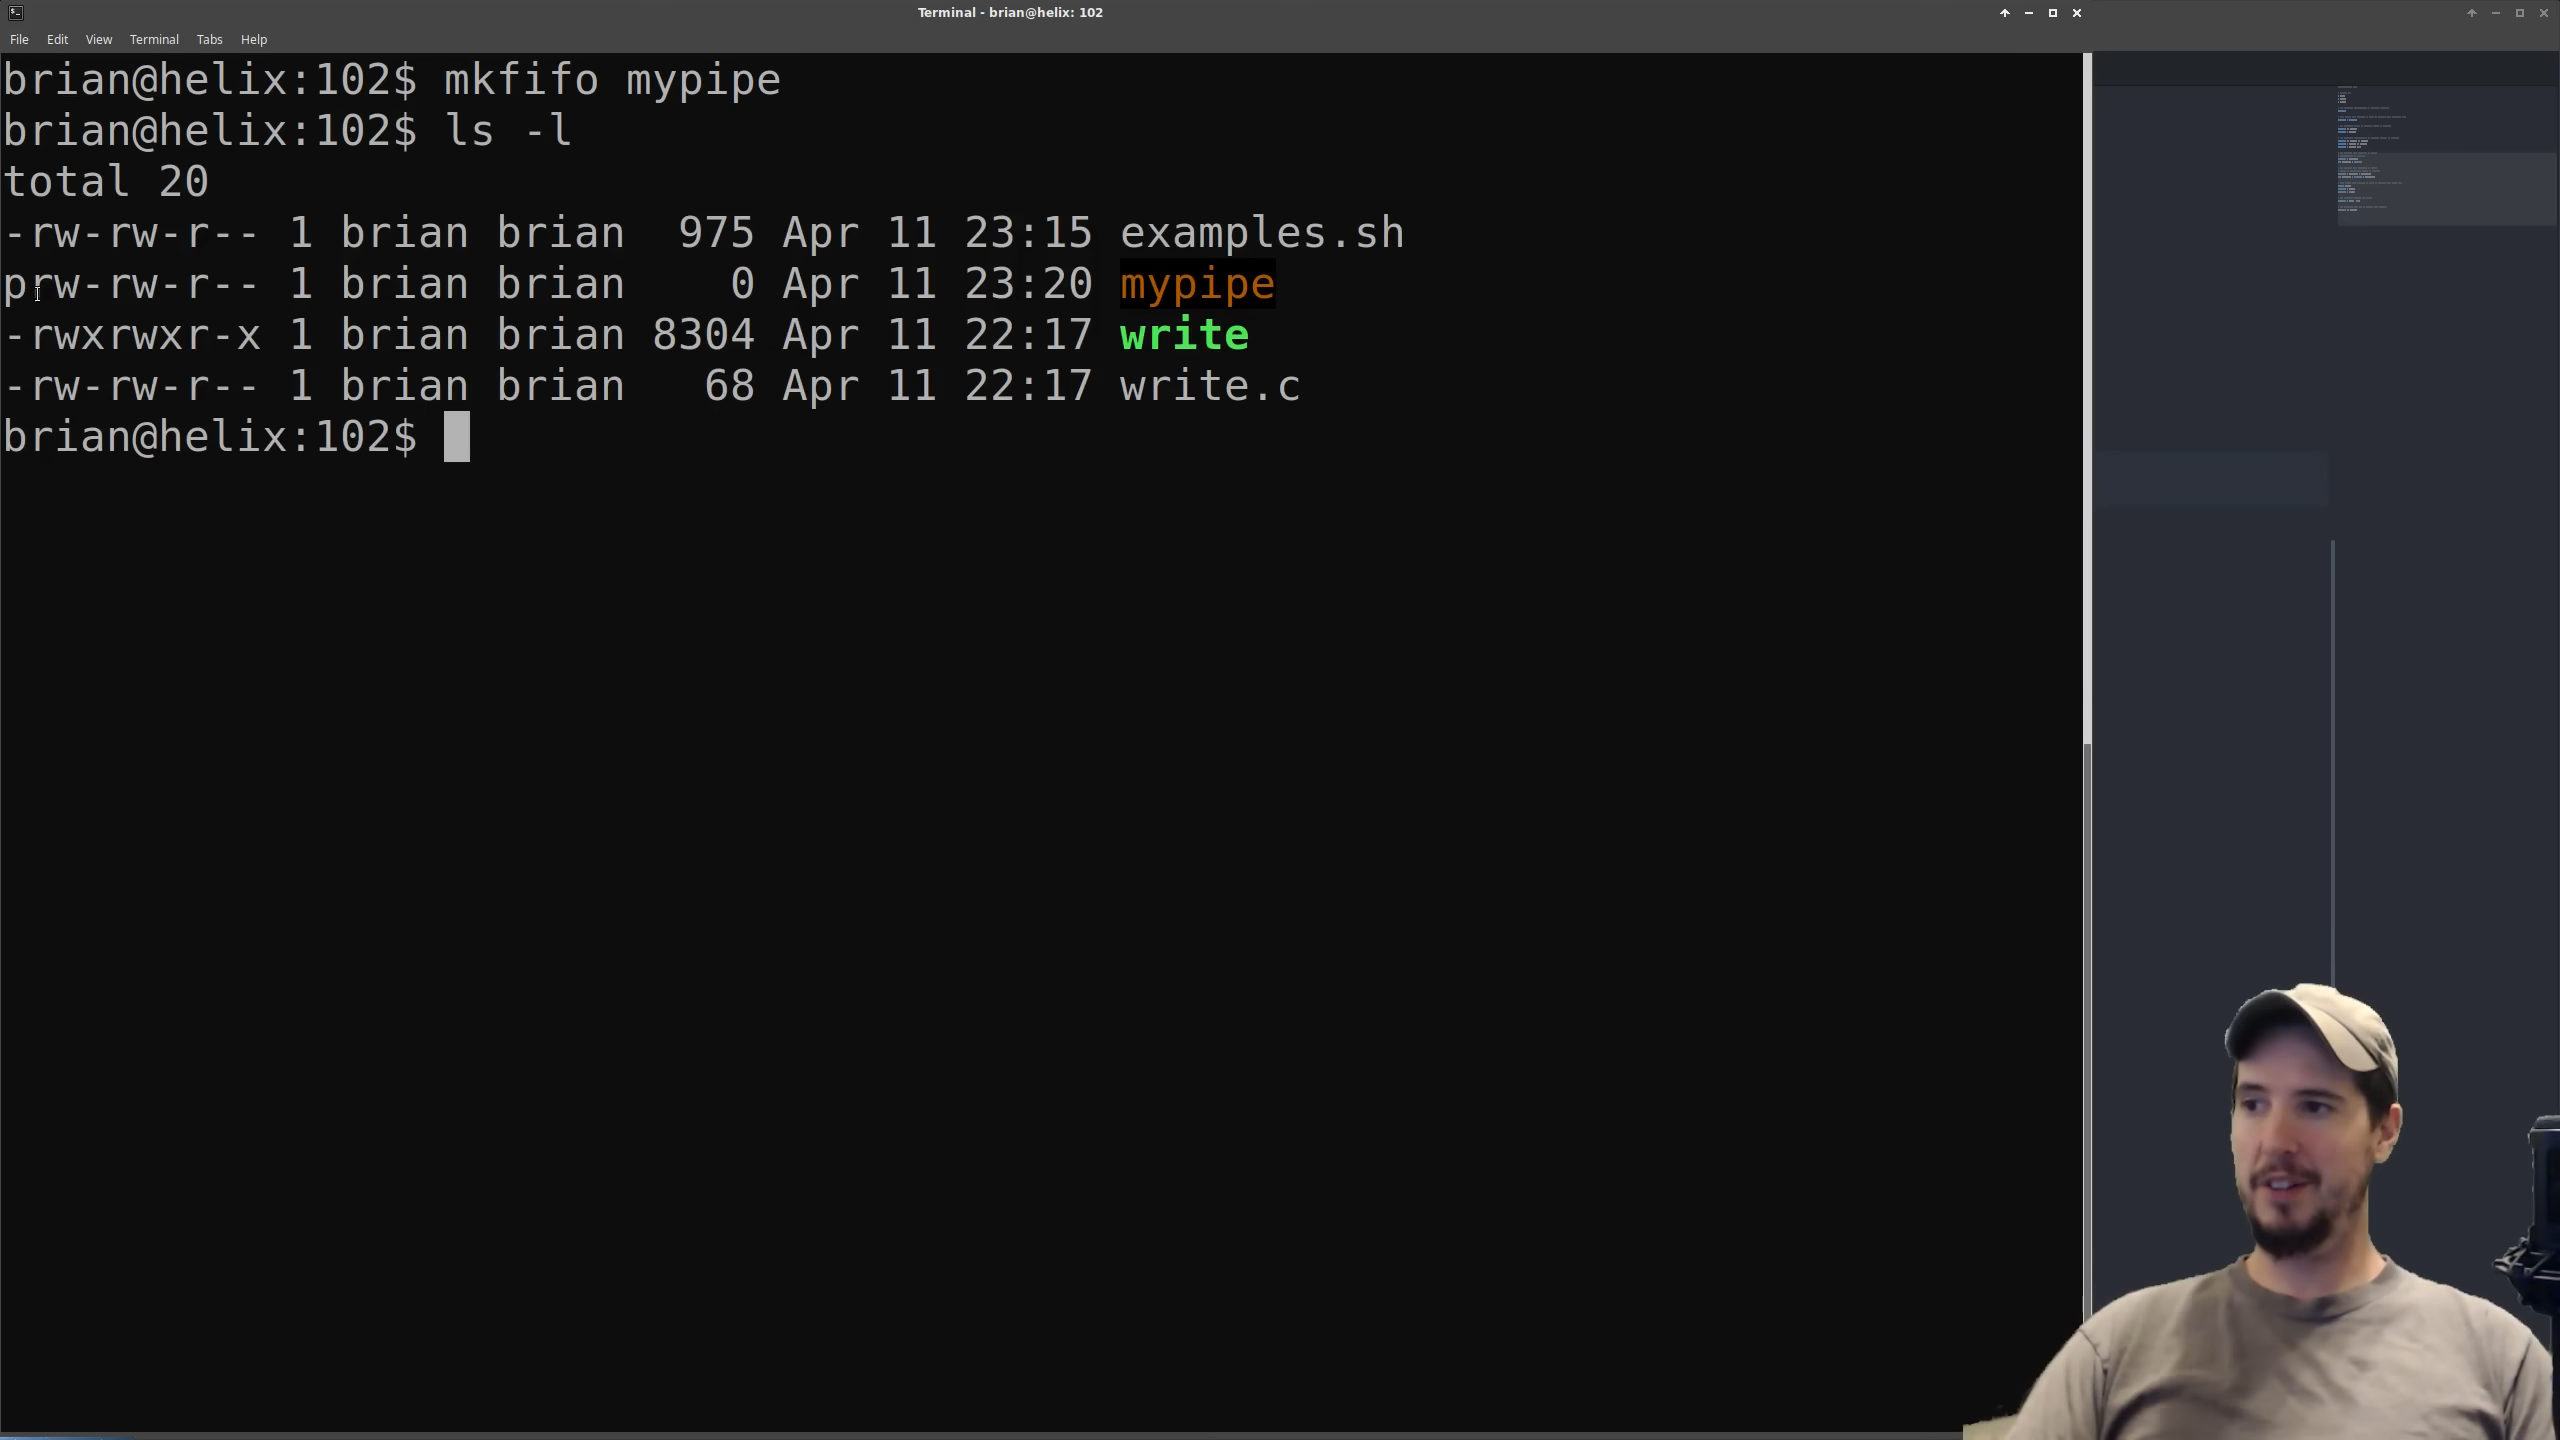 Terminal - brian@helix: 102
File Edit View Terminal Tabs Help
brian@helix:102$ mkfifo mypipe
brian@helix:102$ ls -l
total 20
-rw-rw-r-- 1 brian brian  975 Apr 11 23:15 examples.sh
prw-rw-r-- 1 brian brian    0 Apr 11 23:20 mypipe
-rwxrwxr-x 1 brian brian 8304 Apr 11 22:17 write
-rw-rw-r-- 1 brian brian   68 Apr 11 22:17 write.c
brian@helix:102$